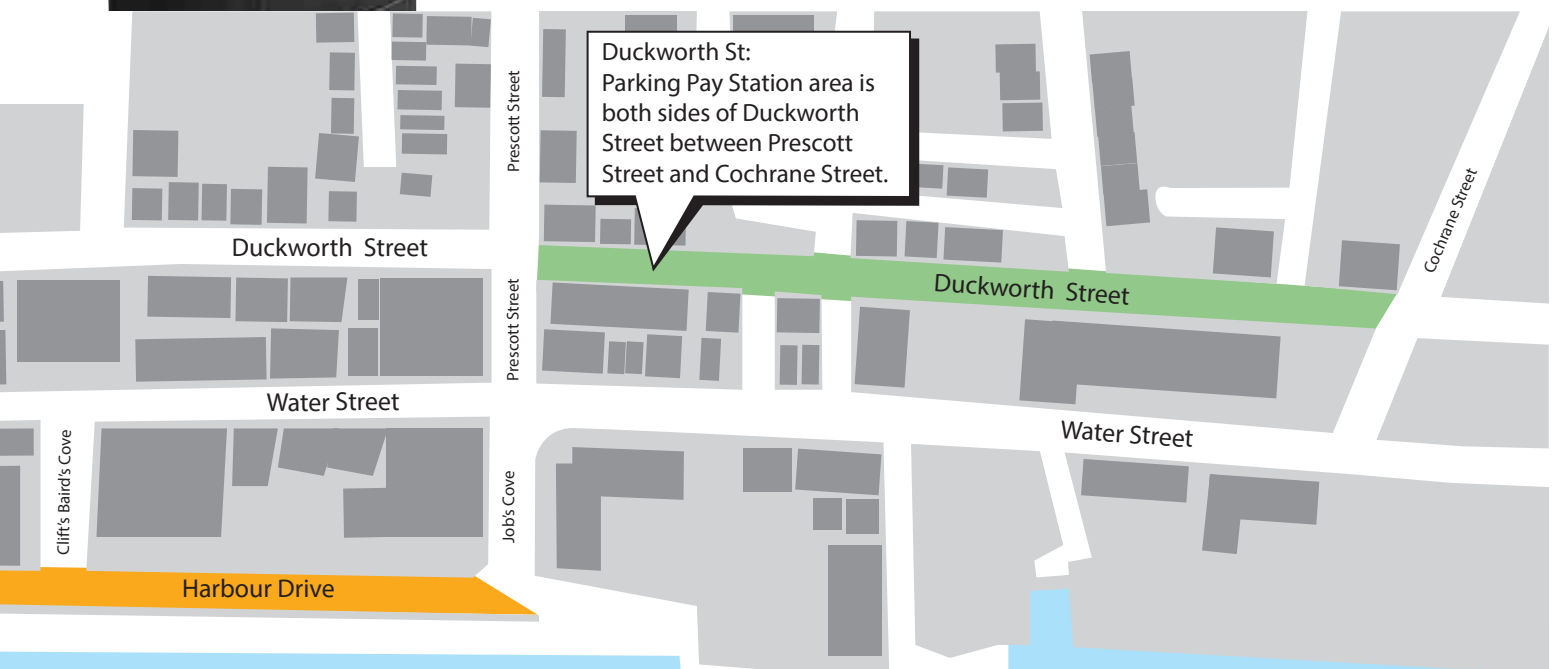 Duckworth St:
Parking Pay Station area is
both sides of Duckworth
Street between Prescott
Street and Cochrane Street.
Prescott Street
Cochrane Street
Duckworth Street
Prescott Street
Duckworth Street
Water Street
Water Street
Clift's Baird's Cove
Job's Cove
Harbour Drive